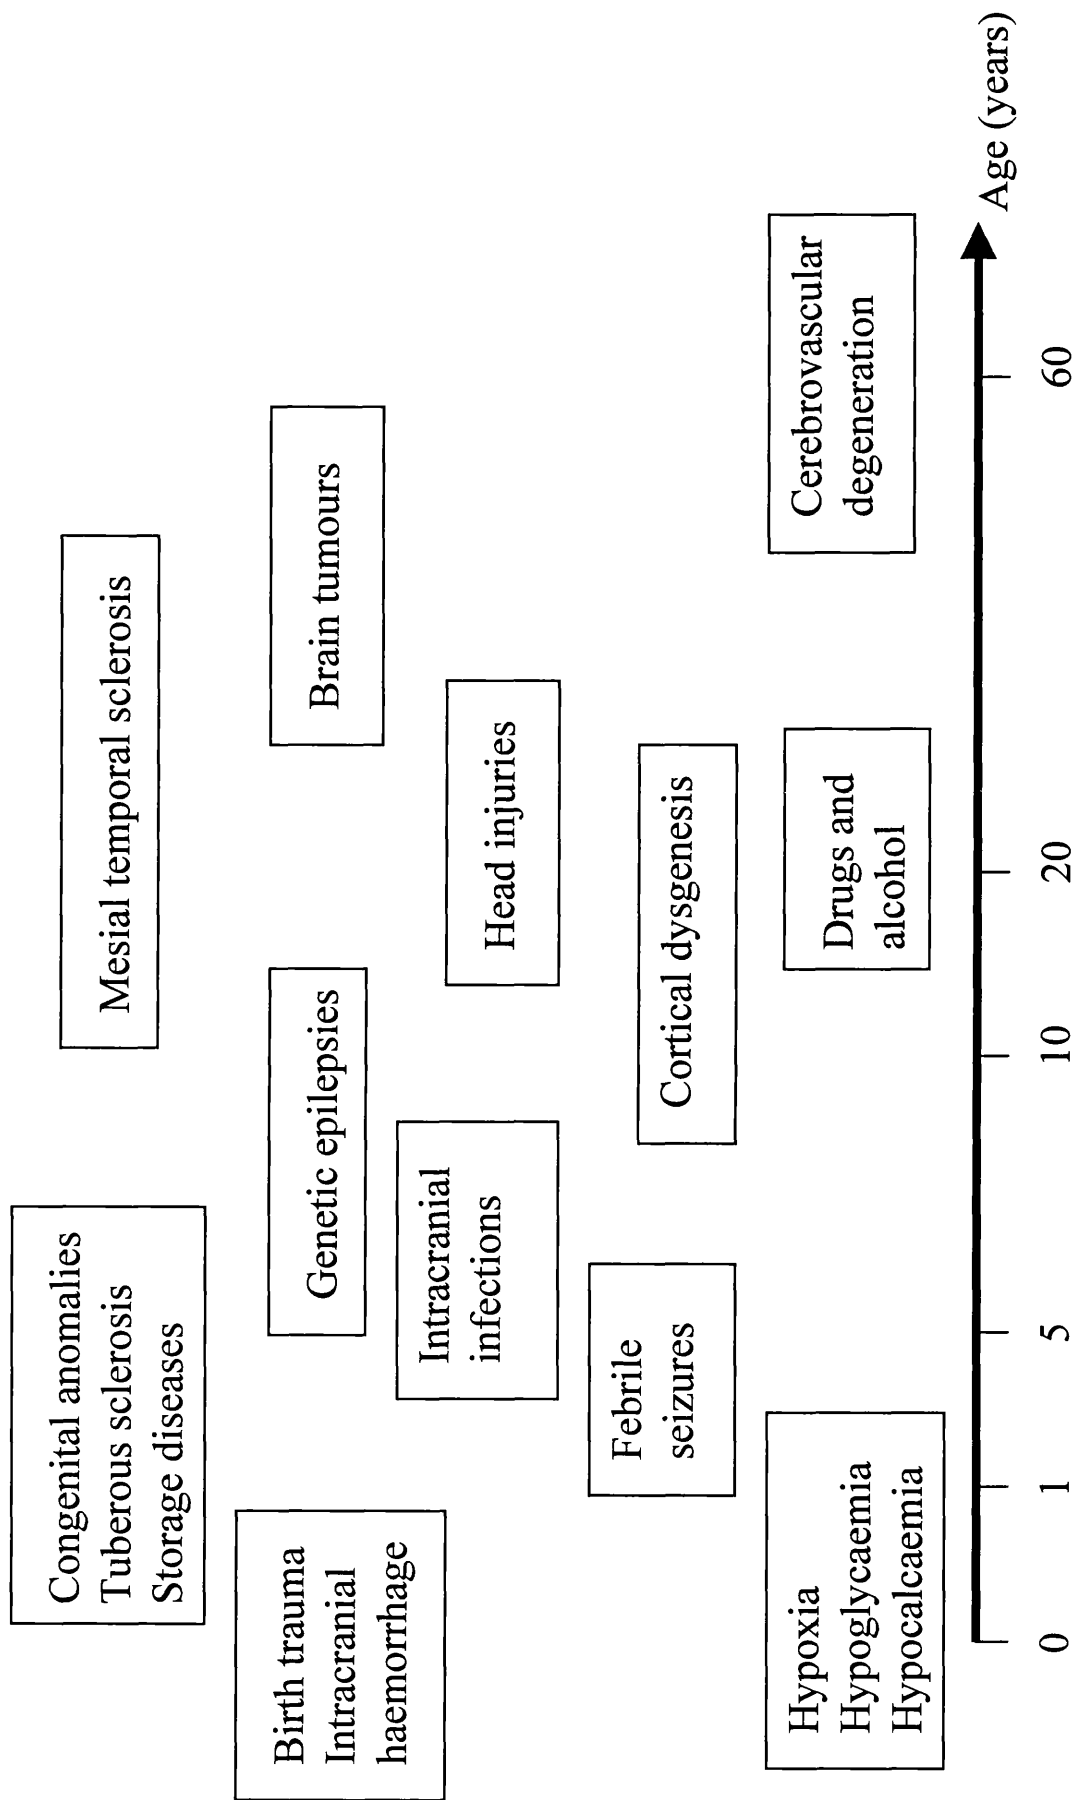 Congenital anomalies
Tuberous sclerosis
Storage diseases
Mesial temporal sclerosis
Birth trauma
Intracranial
haemorrhage
Genetic epilepsies
Brain tumours
Intracranial
infections
Head injuries
Febrile
seizures
Cortical dysgenesis
Hypoxia
Hypoglycaemia
Hypocalcaemia
Drugs and
alcohol
Cerebrovascular
degeneration
0 1 5 10 20 60
Age (years)